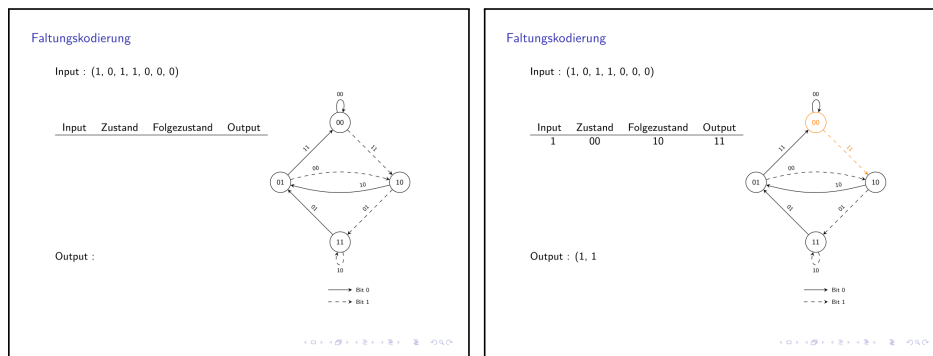 Faltungskodierung
Input : (1, 0, 1, 1, 0, 0, 0)
Input Zustand Folgezustand Output
00
00
11
11
00
01
10
10
01
01
11
10
Output :
Bit 0
Bit 1
Faltungskodierung
Input : (1, 0, 1, 1, 0, 0, 0)
Input Zustand Folgezustand Output
1 00 10 11
00
00
11
11
00
01
10
10
01
01
11
10
Output : (1, 1
Bit 0
Bit 1